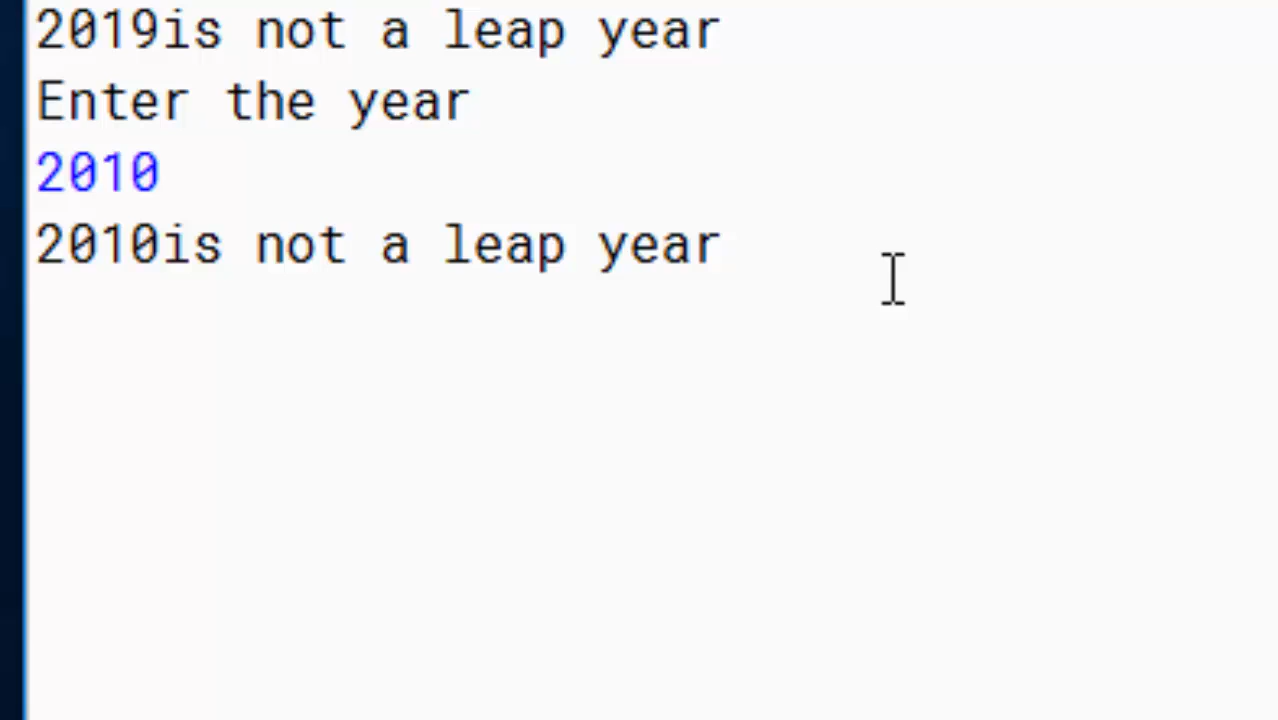 2019is not a leap year
Enter the year
2010
2010is not a leap year